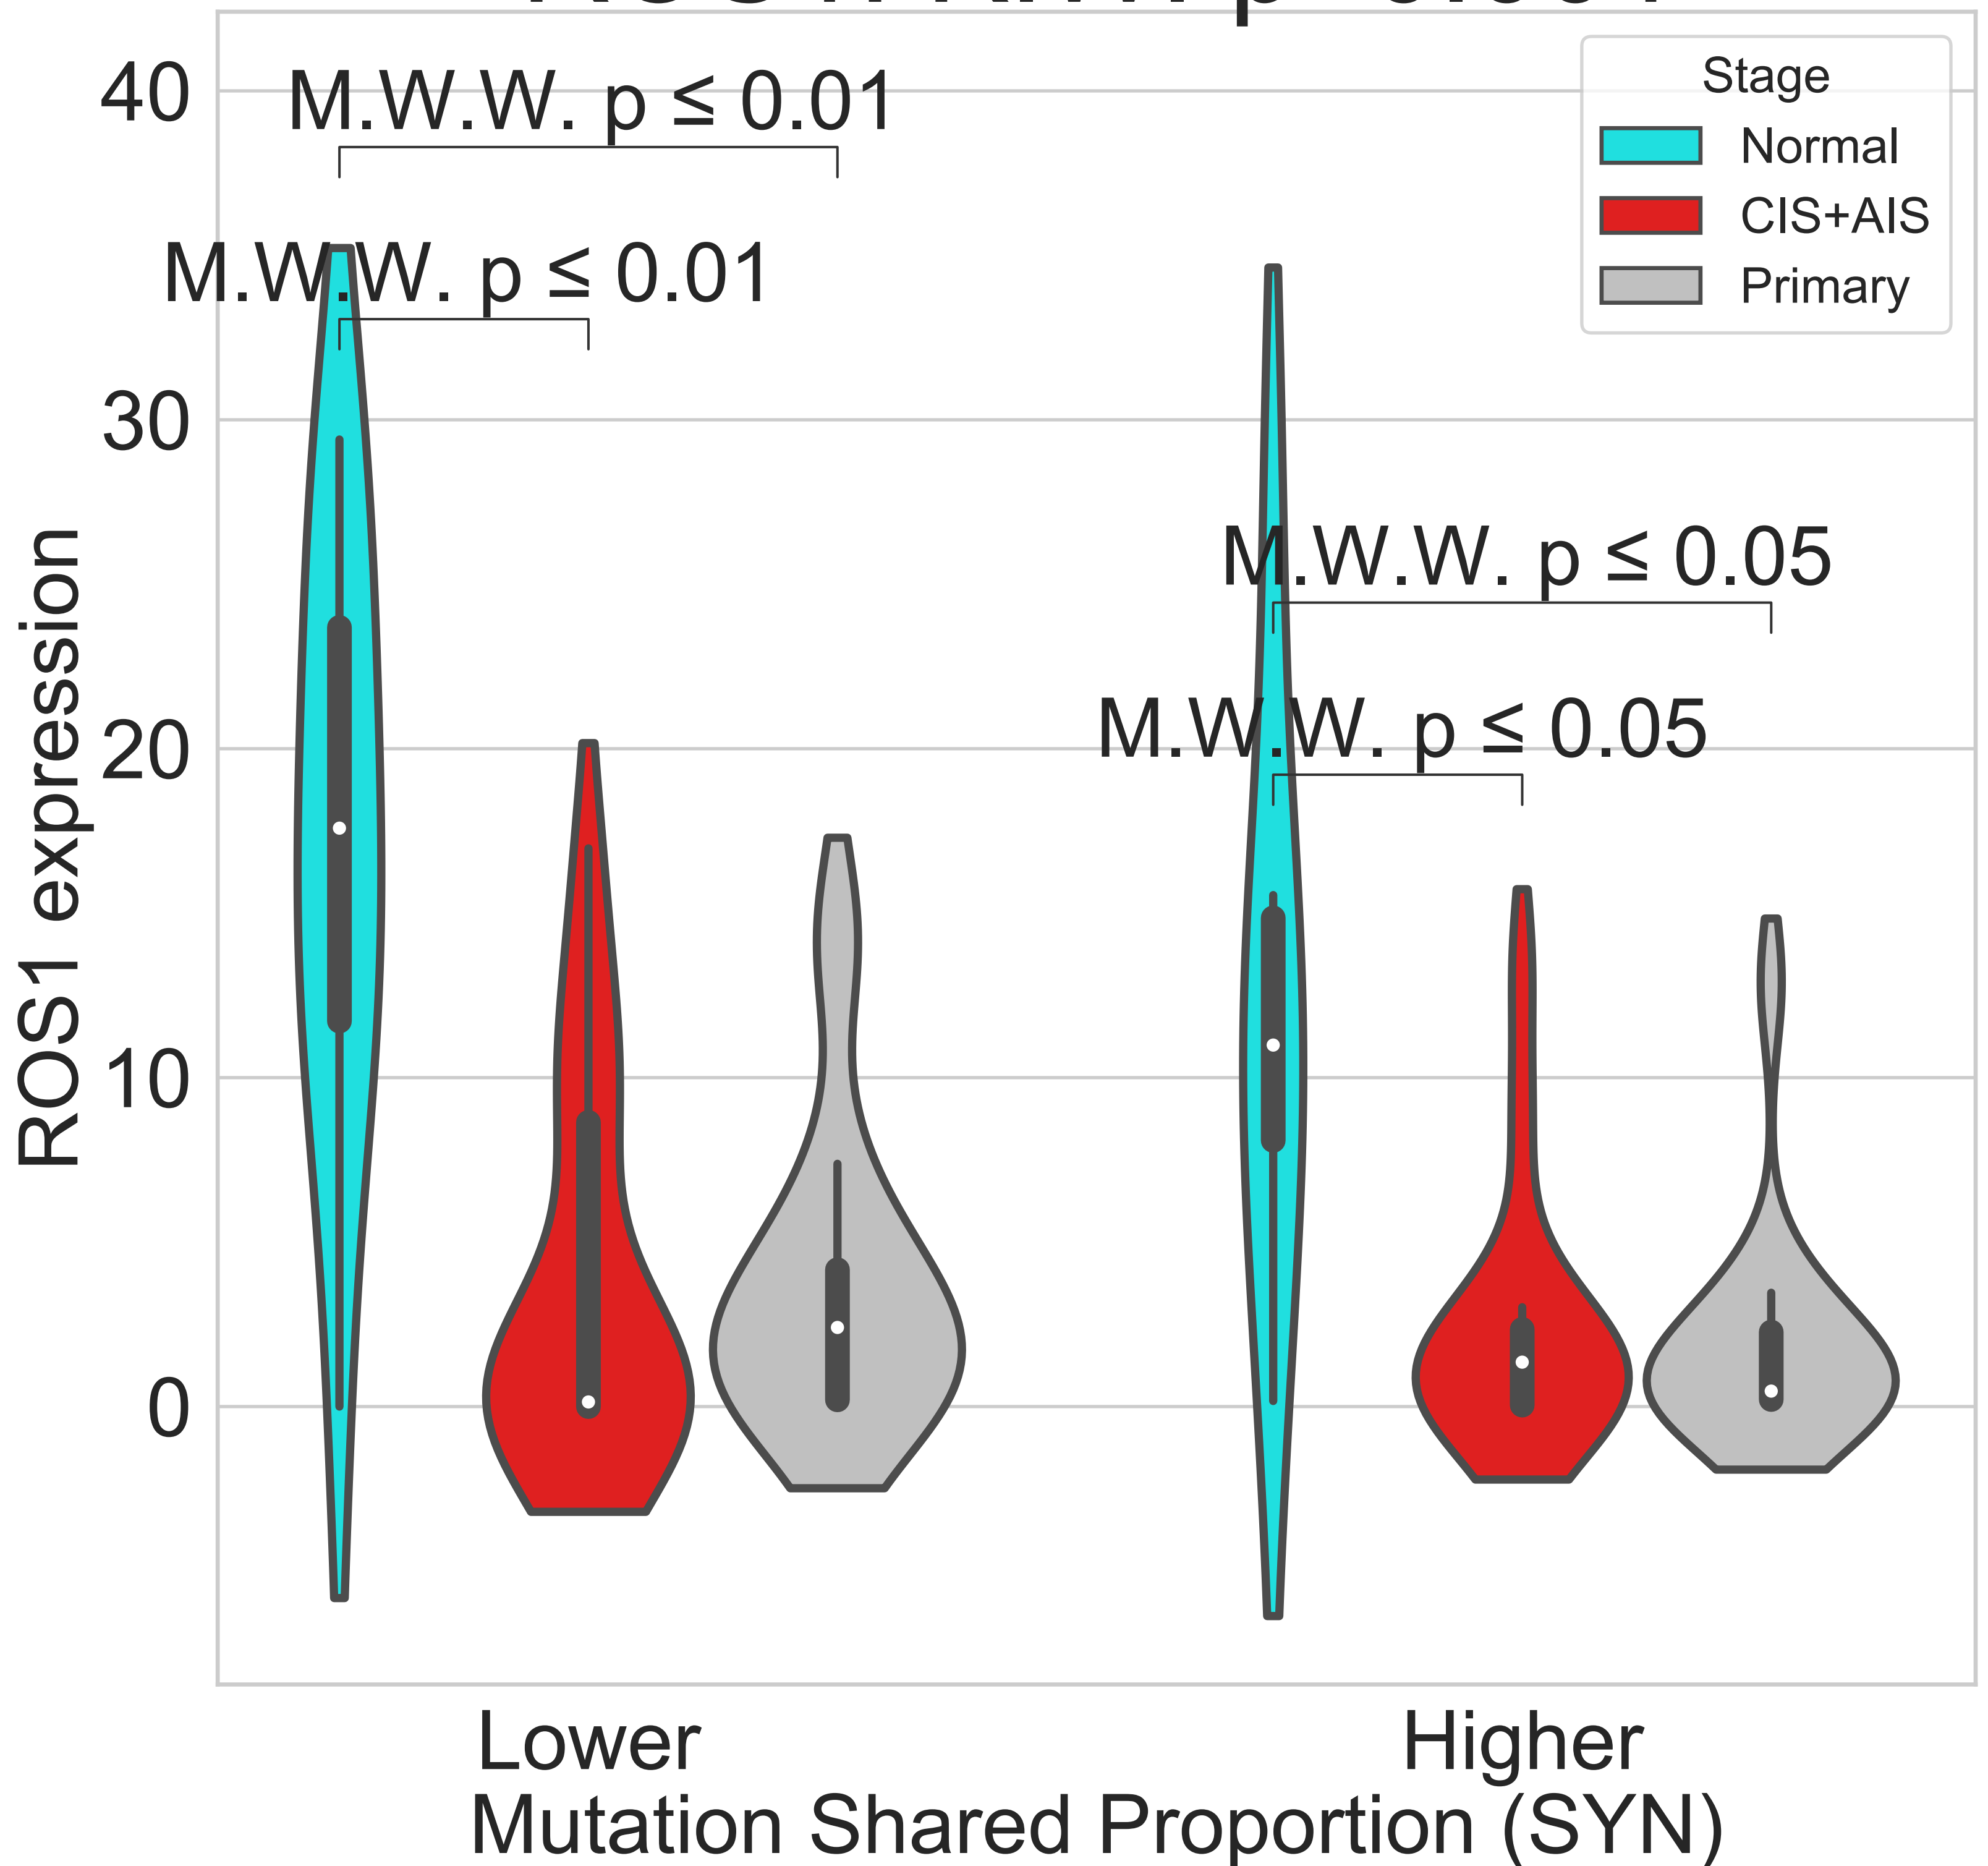 40
M.W.W. p ≤ 0.01
Stage
Normal
CIS+AIS
Primary
M.W.W. p ≤ 0.01
30
M.W.W. p ≤ 0.05
20
M.W.W. p ≤ 0.05
10
0
ROS1 expression
Lower
Higher
Mutation Shared Proportion (SYN)